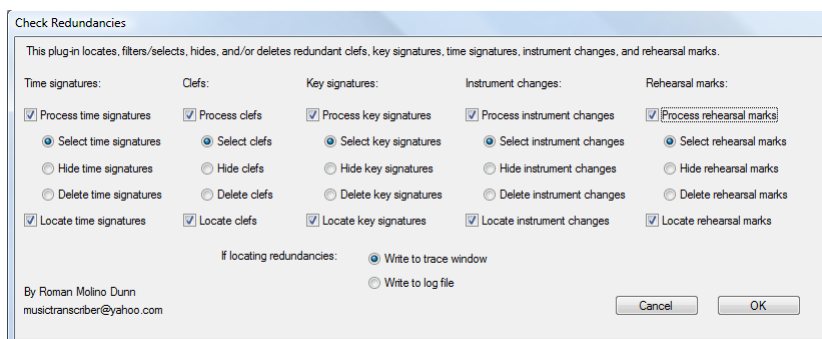 Check Redundancies
This plug-in locates, filters/selects, hides, and/or deletes redundant clefs, key signatures, time signatures, instrument changes, and rehearsal marks.
Time signatures: Clefs: Key signatures: Instrument changes: Rehearsal marks:
Process time signatures Process clefs Process key signatures Process instrument changes Process rehearsal marks
Select time signatures Select clefs Select key signatures Select instrument changes Select rehearsal marks
Hide time signatures Hide clefs Hide key signatures Hide instrument changes Hide rehearsal marks
Delete time signatures Delete clefs Delete key signatures Delete instrument changes Delete rehearsal marks
Locate time signatures Locate clefs Locate key signatures Locate instrument changes Locate rehearsal marks
If locating redundancies: Write to trace window
Write to log file
By Roman Molino Dunn
musictranscriber@yahoo.com
Cancel OK